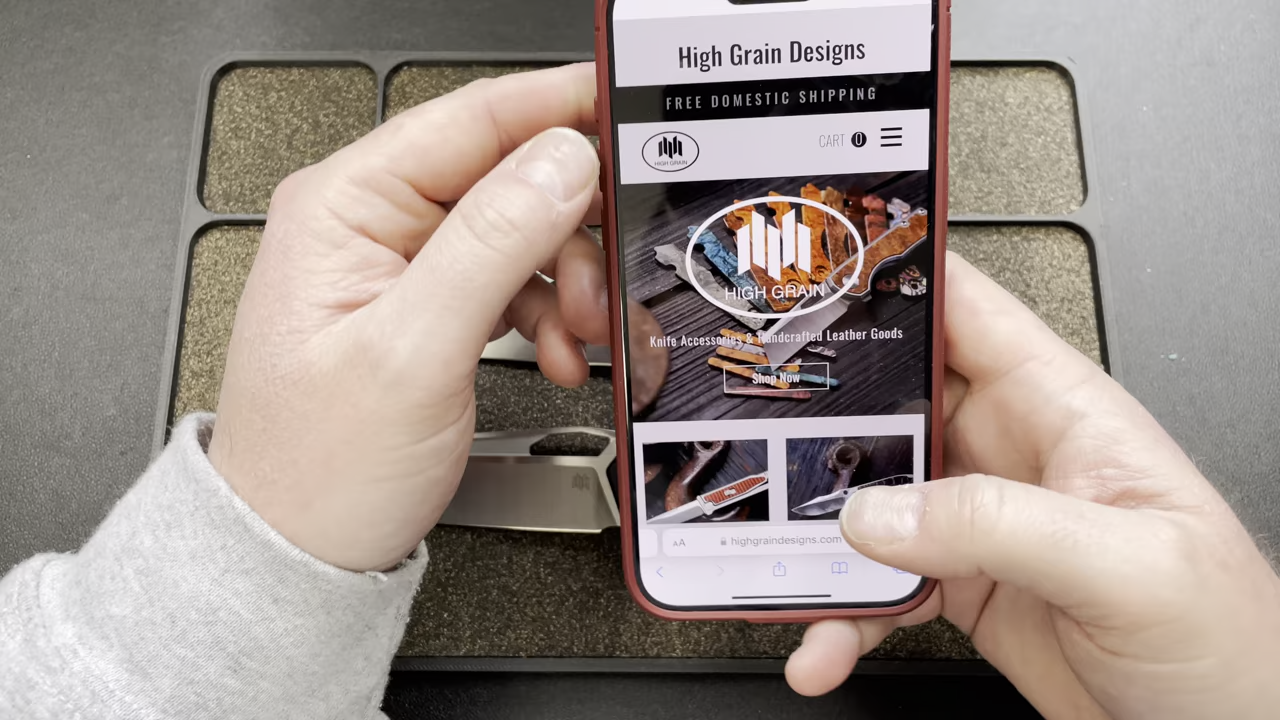 High Grain Designs
FREE DOMESTIC SHIPPING
HIGH GRAIN
CART 0
HIGH GRAIN
Knife Accessories & Handcrafted Leather Goods
Shop Now
AA
highgraindesigns.com